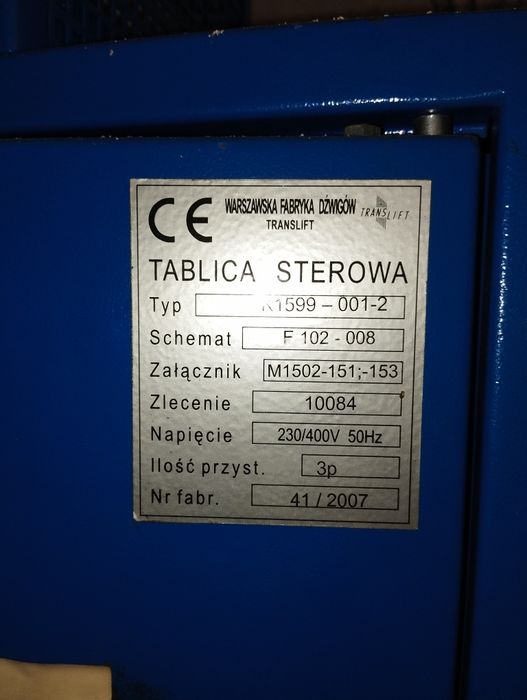 CE WARSZAWSKA FABRYKA DŹWIGÓW TRANSLIFT
TRANSLIFT
TABLICA STEROWA
Typ K1599 – 001-2
Schemat F 102 - 008
Załącznik M1502-151;-153
Zlecenie 10084
Napięcie 230/400V 50Hz
Ilość przyst. 3p
Nr fabr. 41 / 2007